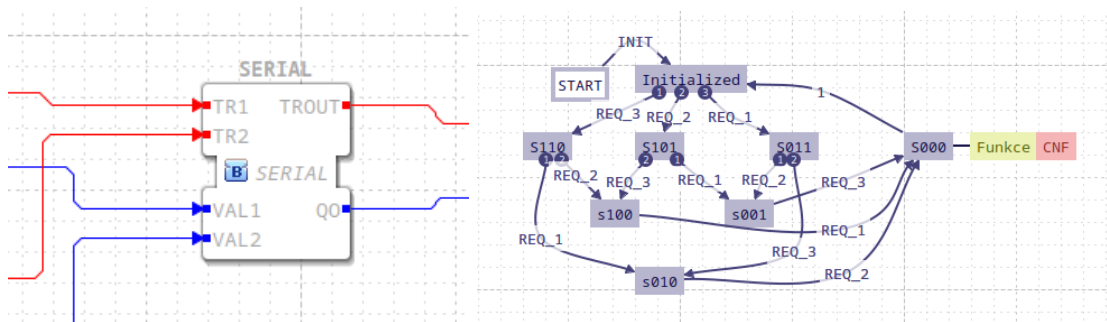 SERIAL
TR1 TROUT
TR2
B SERIAL
VAL1 QO
VAL2
INIT
START
Initialized
1 2 3
1
REQ_3 REQ_2 REQ_1
S110 S101 S011 S000 Funkce CNF
1 2 2 1 1 2
REQ_2 REQ_3 REQ_1 REQ_2 REQ_3
s100 s001
REQ_1
REQ_1
REQ_3
REQ_2
s010